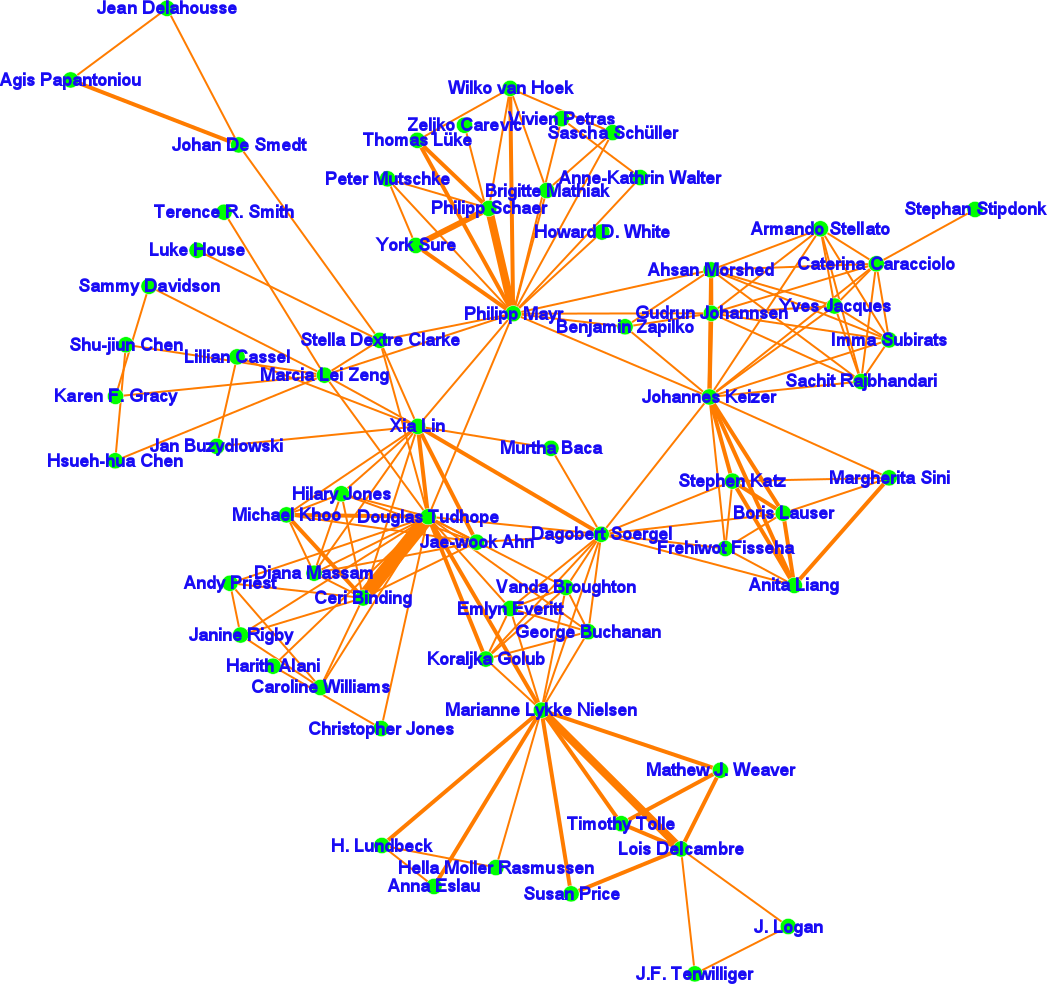 Jean Delahousse
Agis Papantoniou
Wilko van Hoek
Vivien Petras
Zeljko Carevic
Sascha Schüller
Thomas Lüke
Johan De Smedt
Peter Mutschke
Anne-Kathrin Walter
Brigitte Mathiak
Philipp Schaer
Stephan Stipdonk
Terence R. Smith
Armando Stellato
Howard D. White
York Sure
Luke House
Caterina Caracciolo
Ahsan Morshed
Sammy Davidson
Yves Jacques
Philipp Mayr
Gudrun Johannsen
Benjamin Zapilko
Stella Dextre Clarke
Imma Subirats
Shu-jiun Chen
Lillian Cassel
Marcia Lei Zeng
Sachit Rajbhandari
Karen F. Gracy
Johannes Keizer
Xia Lin
Jan Buzydlowski
Murtha Baca
Hsueh-hua Chen
Stephen Katz
Margherita Sini
Hilary Jones
Michael Khoo
Douglas Tudhope
Boris Lauser
Dagobert Soergel
Jae-wook Ahn
Frehiwot Fisseha
Diana Massam
Andy Priest
Vanda Broughton
Anita Liang
Ceri Binding
Emlyn Everitt
Janine Rigby
George Buchanan
Koraljka Golub
Harith Alani
Caroline Williams
Marianne Lykke Nielsen
Christopher Jones
Mathew J. Weaver
Timothy Tolle
H. Lundbeck
Lois Delcambre
Hella Moller Rasmussen
Anna Eslau
Susan Price
J. Logan
J.F. Terwilliger